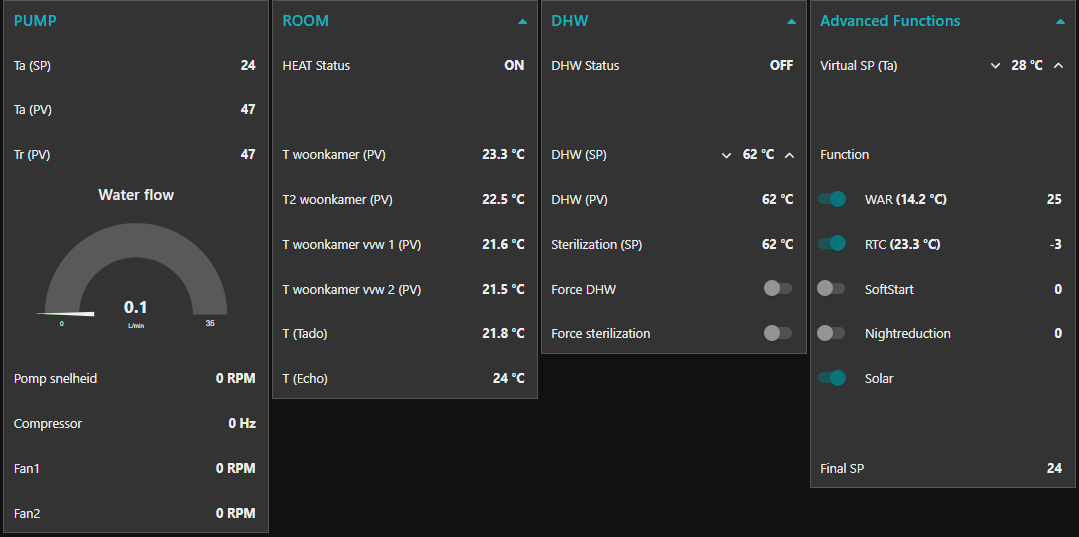 PUMP
Ta (SP) 24
Ta (PV) 47
Tr (PV) 47
Water flow
0.1
L/min
0 35
Pomp snelheid 0 RPM
Compressor 0 Hz
Fan1 0 RPM
Fan2 0 RPM
ROOM
HEAT Status ON
T woonkamer (PV) 23.3 °C
T2 woonkamer (PV) 22.5 °C
T woonkamer vvw 1 (PV) 21.6 °C
T woonkamer vvw 2 (PV) 21.5 °C
T (Tado) 21.8 °C
T (Echo) 24 °C
DHW
DHW Status OFF
DHW (SP) 62 °C
DHW (PV) 62 °C
Sterilization (SP) 62 °C
Force DHW
Force sterilization
Advanced Functions
Virtual SP (Ta) 28 °C
Function
WAR (14.2 °C) 25
RTC (23.3 °C) -3
SoftStart 0
Nightreduction 0
Solar
Final SP 24